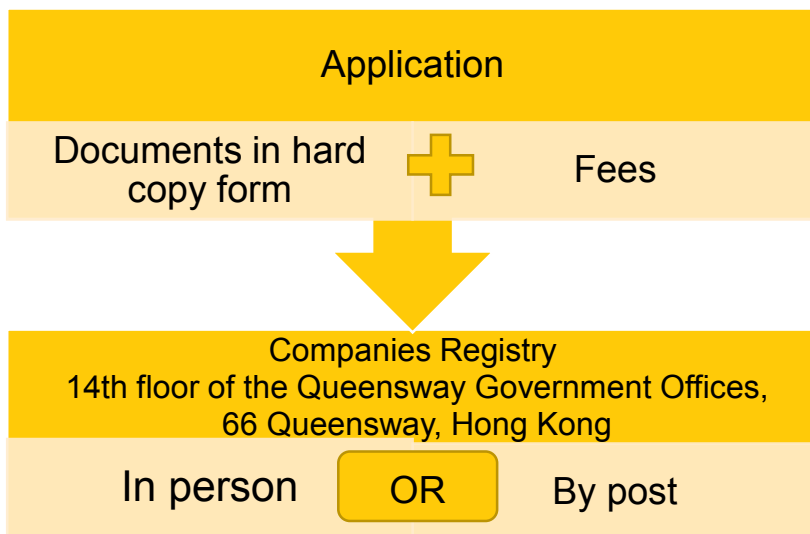 Application
Documents in hard
copy form
Fees
Companies Registry
14th floor of the Queensway Government Offices,
66 Queensway, Hong Kong
In person
OR
By post